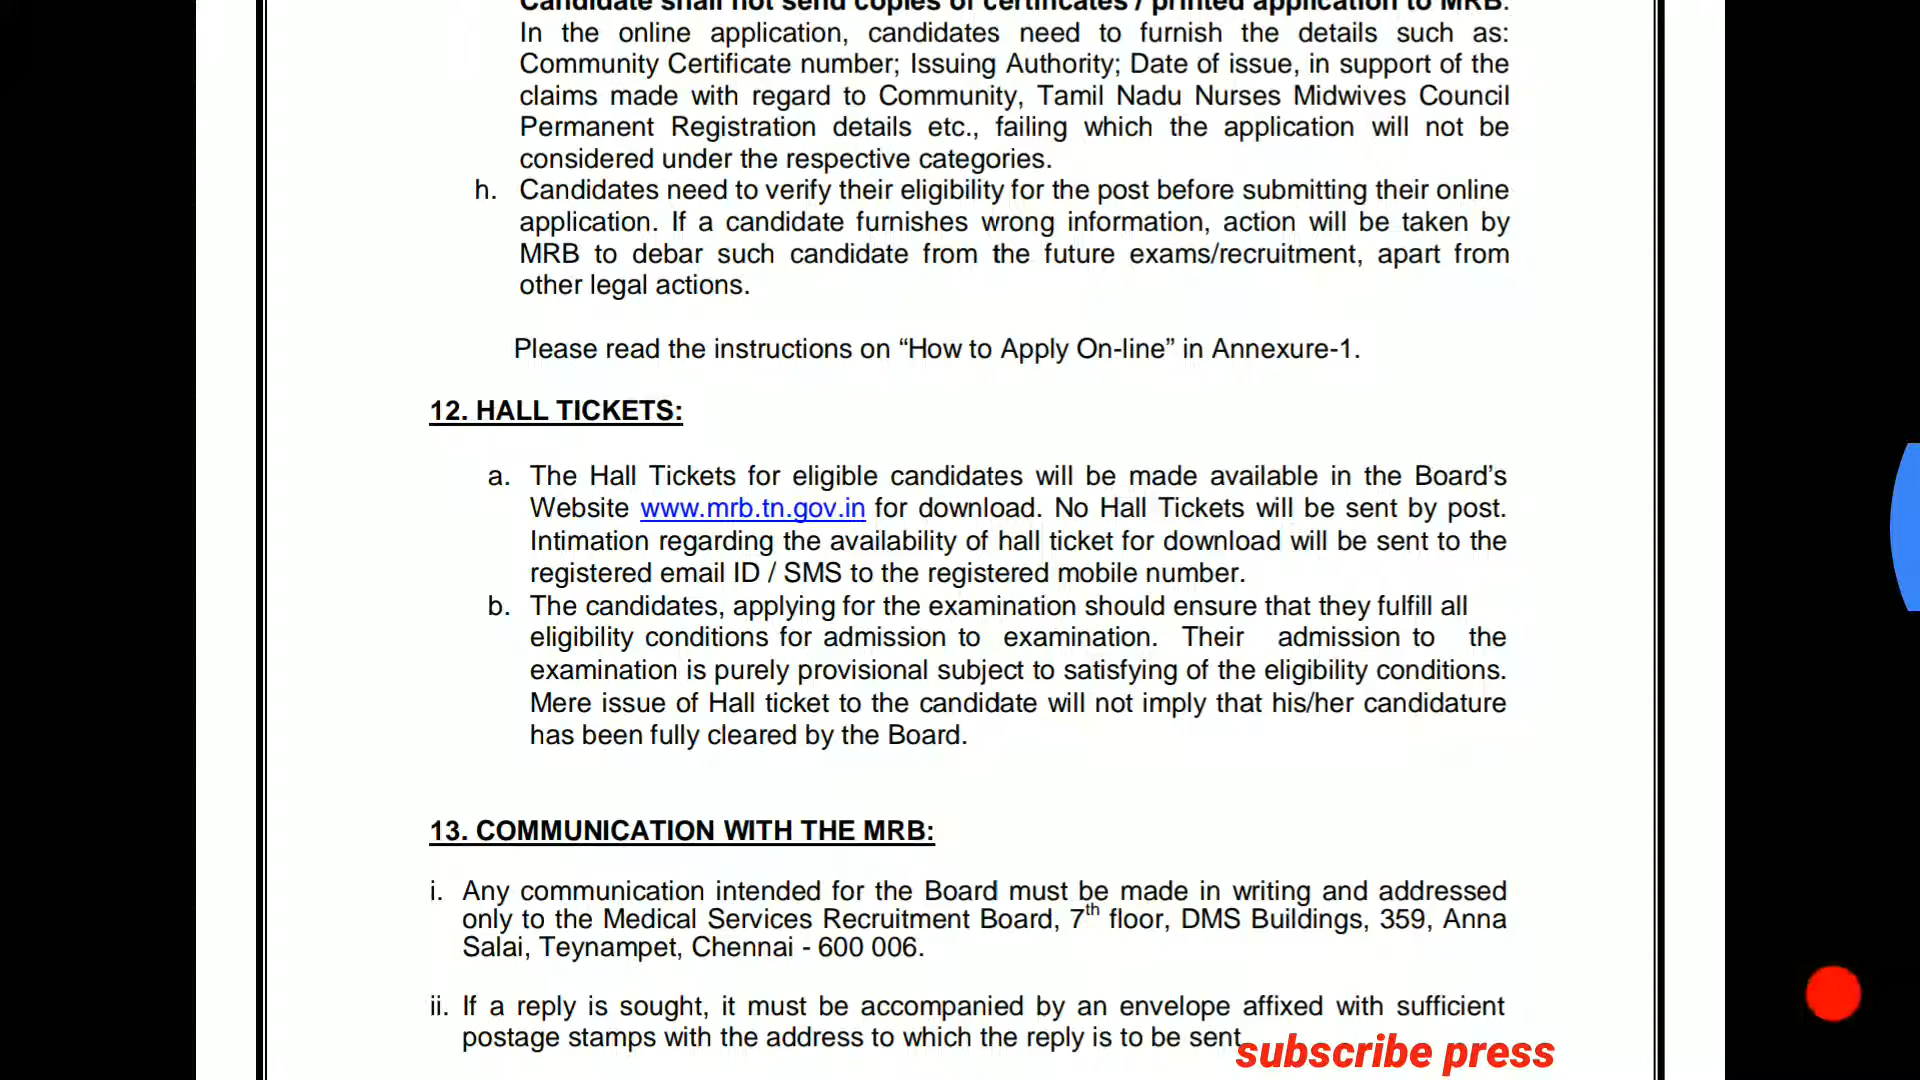 Candidate shall not send copies of certificates / printed application to MRB.
In the online application, candidates need to furnish the details such as:
Community Certificate number; Issuing Authority; Date of issue, in support of the
claims made with regard to Community, Tamil Nadu Nurses Midwives Council
Permanent Registration details etc., failing which the application will not be
considered under the respective categories.
h. Candidates need to verify their eligibility for the post before submitting their online
application. If a candidate furnishes wrong information, action will be taken by
MRB to debar such candidate from the future exams/recruitment, apart from
other legal actions.
Please read the instructions on “How to Apply On-line” in Annexure-1.
12. HALL TICKETS:
a. The Hall Tickets for eligible candidates will be made available in the Board’s
Website www.mrb.tn.gov.in for download. No Hall Tickets will be sent by post.
Intimation regarding the availability of hall ticket for download will be sent to the
registered email ID / SMS to the registered mobile number.
b. The candidates, applying for the examination should ensure that they fulfill all
eligibility conditions for admission to examination. Their admission to the
examination is purely provisional subject to satisfying of the eligibility conditions.
Mere issue of Hall ticket to the candidate will not imply that his/her candidature
has been fully cleared by the Board.
13. COMMUNICATION WITH THE MRB:
i. Any communication intended for the Board must be made in writing and addressed
only to the Medical Services Recruitment Board, 7th floor, DMS Buildings, 359, Anna
Salai, Teynampet, Chennai - 600 006.
ii. If a reply is sought, it must be accompanied by an envelope affixed with sufficient
postage stamps with the address to which the reply is to be sent
subscribe press